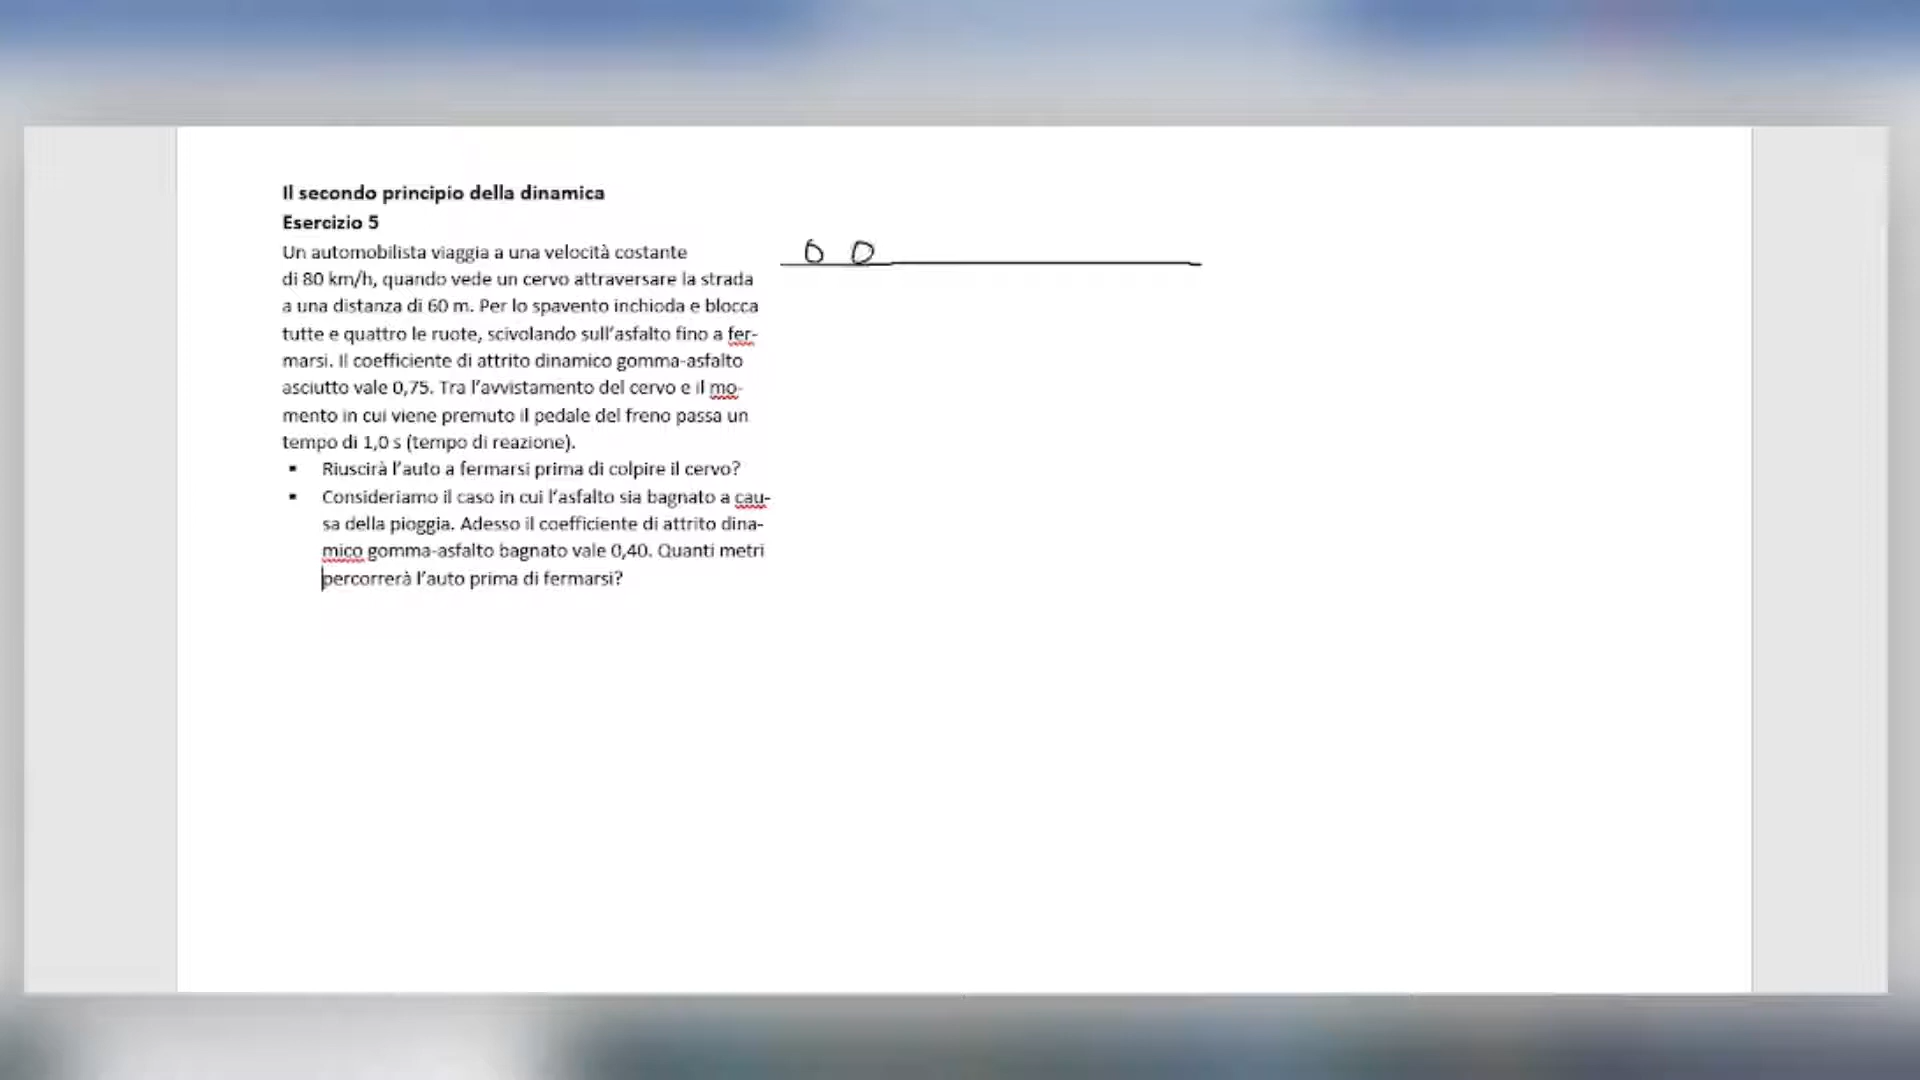 Il secondo principio della dinamica
Esercizio 5
Un automobilista viaggia a una velocità costante
di 80 km/h, quando vede un cervo attraversare la strada
a una distanza di 60 m. Per lo spavento inchioda e blocca
tutte e quattro le ruote, scivolando sull'asfalto fino a fer-
marsi. Il coefficiente di attrito dinamico gomma-asfalto
asciutto vale 0,75. Tra l'avvistamento del cervo e il mo-
mento in cui viene premuto il pedale del freno passa un
tempo di 1,0 s (tempo di reazione).
▪ Riuscirà l'auto a fermarsi prima di colpire il cervo?
▪ Consideriamo il caso in cui l'asfalto sia bagnato a cau-
sa della pioggia. Adesso il coefficiente di attrito dina-
mico gomma-asfalto bagnato vale 0,40. Quanti metri
percorrerà l'auto prima di fermarsi?